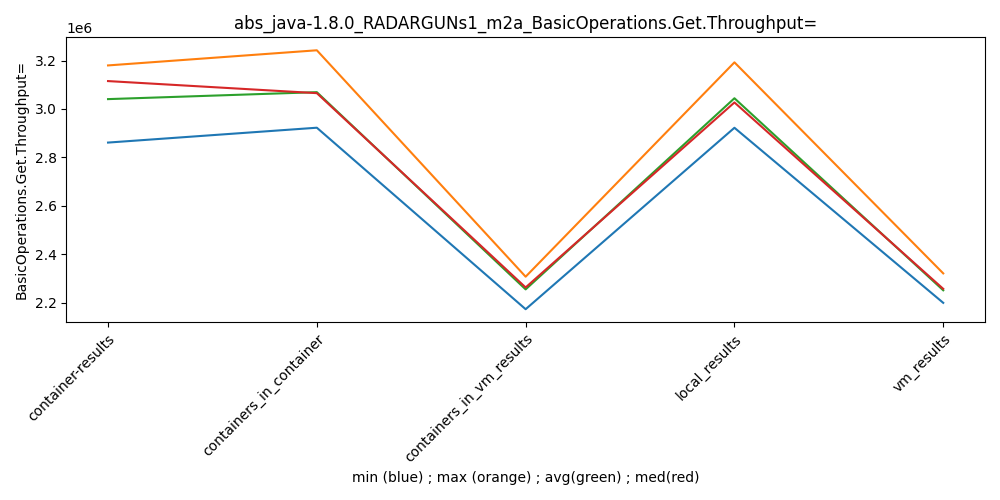 abs_java-1.8.0_RADARGUNs1_m2a_BasicOperations.Get.Throughput=
1e6
3.2
3.0
2.8
2.6
2.4
2.2
BasicOperations.Get.Throughput=
container-results
containers_in_container
containers_in_vm_results
local_results
vm_results
min (blue) ; max (orange) ; avg(green) ; med(red)